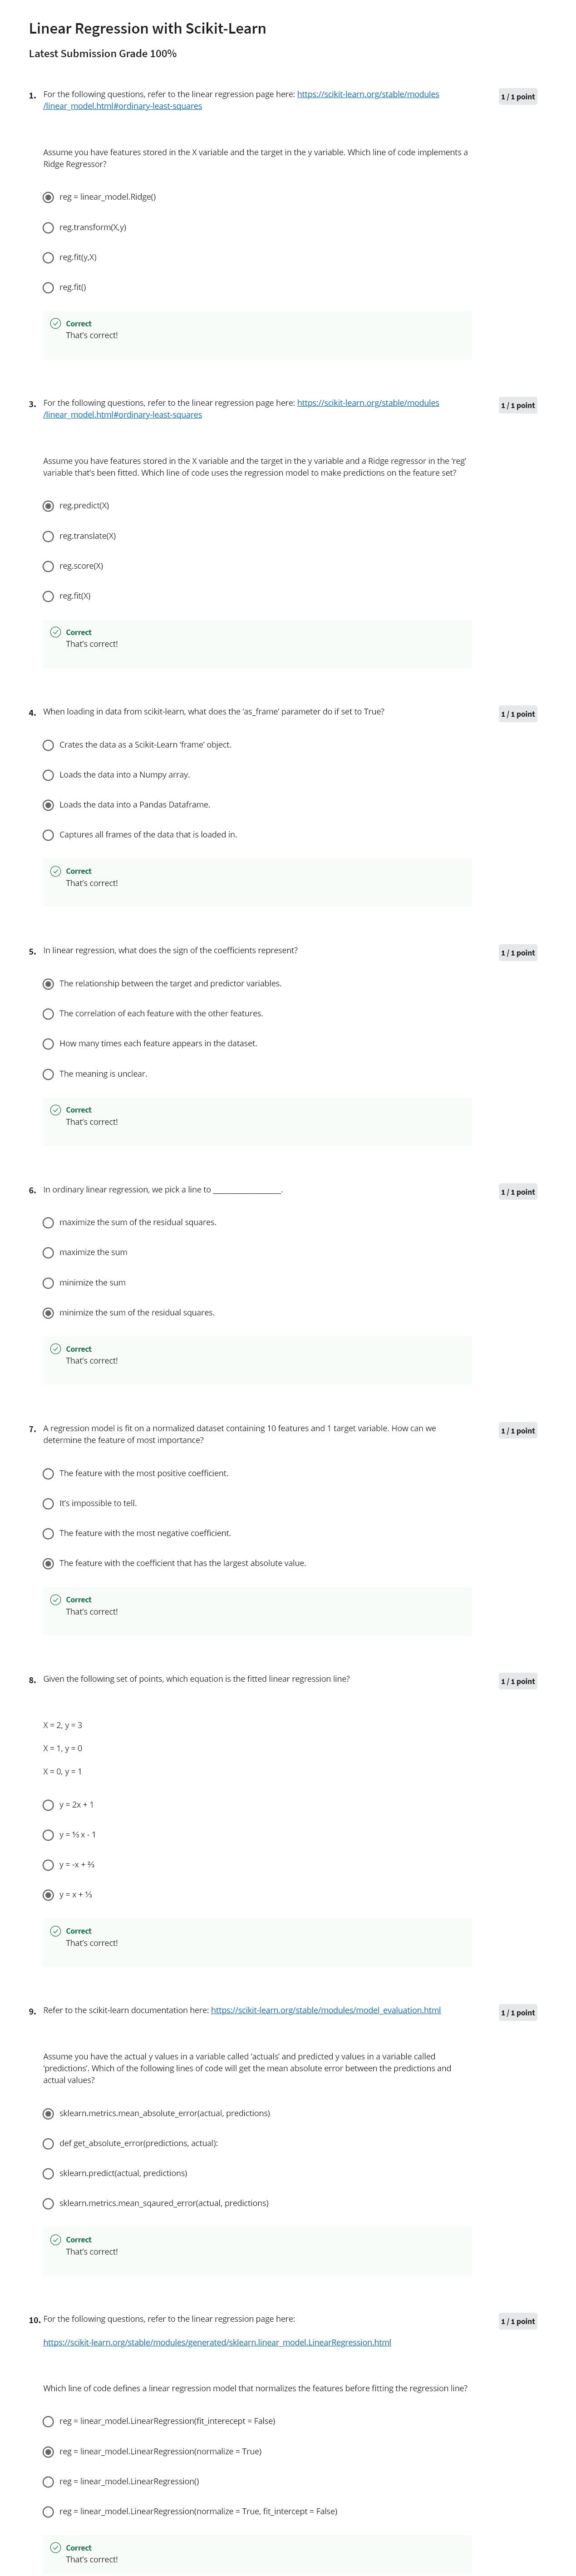 Linear Regression with Scikit-Learn
Latest Submission Grade 100%
1. For the following questions, refer to the linear regression page here: https://scikit-learn.org/stable/modules
/linear_model.html#ordinary-least-squares
1 / 1 point
Assume you have features stored in the X variable and the target in the y variable. Which line of code implements a
Ridge Regressor?
reg = linear_model.Ridge()
reg.transform(X,y)
reg.fit(y,X)
reg.fit()
Correct
That's correct!
3. For the following questions, refer to the linear regression page here: https://scikit-learn.org/stable/modules
/linear_model.html#ordinary-least-squares
1 / 1 point
Assume you have features stored in the X variable and the target in the y variable and a Ridge regressor in the 'reg'
variable that's been fitted. Which line of code uses the regression model to make predictions on the feature set?
reg.predict(X)
reg.translate(X)
reg.score(X)
reg.fit(X)
Correct
That's correct!
4. When loading in data from scikit-learn, what does the 'as_frame' parameter do if set to True?
1 / 1 point
Crates the data as a Scikit-Learn 'frame' object.
Loads the data into a Numpy array.
Loads the data into a Pandas Dataframe.
Captures all frames of the data that is loaded in.
Correct
That's correct!
5. In linear regression, what does the sign of the coefficients represent?
1 / 1 point
The relationship between the target and predictor variables.
The correlation of each feature with the other features.
How many times each feature appears in the dataset.
The meaning is unclear.
Correct
That's correct!
6. In ordinary linear regression, we pick a line to _________________.
1 / 1 point
maximize the sum of the residual squares.
maximize the sum
minimize the sum
minimize the sum of the residual squares.
Correct
That's correct!
7. A regression model is fit on a normalized dataset containing 10 features and 1 target variable. How can we
determine the feature of most importance?
1 / 1 point
The feature with the most positive coefficient.
It's impossible to tell.
The feature with the most negative coefficient.
The feature with the coefficient that has the largest absolute value.
Correct
That's correct!
8. Given the following set of points, which equation is the fitted linear regression line?
1 / 1 point
X = 2, y = 3
X = 1, y = 0
X = 0, y = 1
y = 2x + 1
x - 1
y = -x + ⅔
y = x + ⅓
Correct
That's correct!
9. Refer to the scikit-learn documentation here: https://scikit-learn.org/stable/modules/model_evaluation.html
1 / 1 point
Assume you have the actual y values in a variable called 'actuals' and predicted y values in a variable called
'predictions'. Which of the following lines of code will get the mean absolute error between the predictions and
actual values?
sklearn.metrics.mean_absolute_error(actual, predictions)
def get_absolute_error(predictions, actual):
sklearn.predict(actual, predictions)
sklearn.metrics.mean_sqaured_error(actual, predictions)
Correct
That's correct!
10. For the following questions, refer to the linear regression page here:
1 / 1 point
https://scikit-learn.org/stable/modules/generated/sklearn.linear_model.LinearRegression.html
Which line of code defines a linear regression model that normalizes the features before fitting the regression line?
reg = linear_model.LinearRegression(fit_interecept = False)
reg = linear_model.LinearRegression(normalize = True)
reg = linear_model.LinearRegression()
reg = linear_model.LinearRegression(normalize = True, fit_intercept = False)
Correct
That's correct!